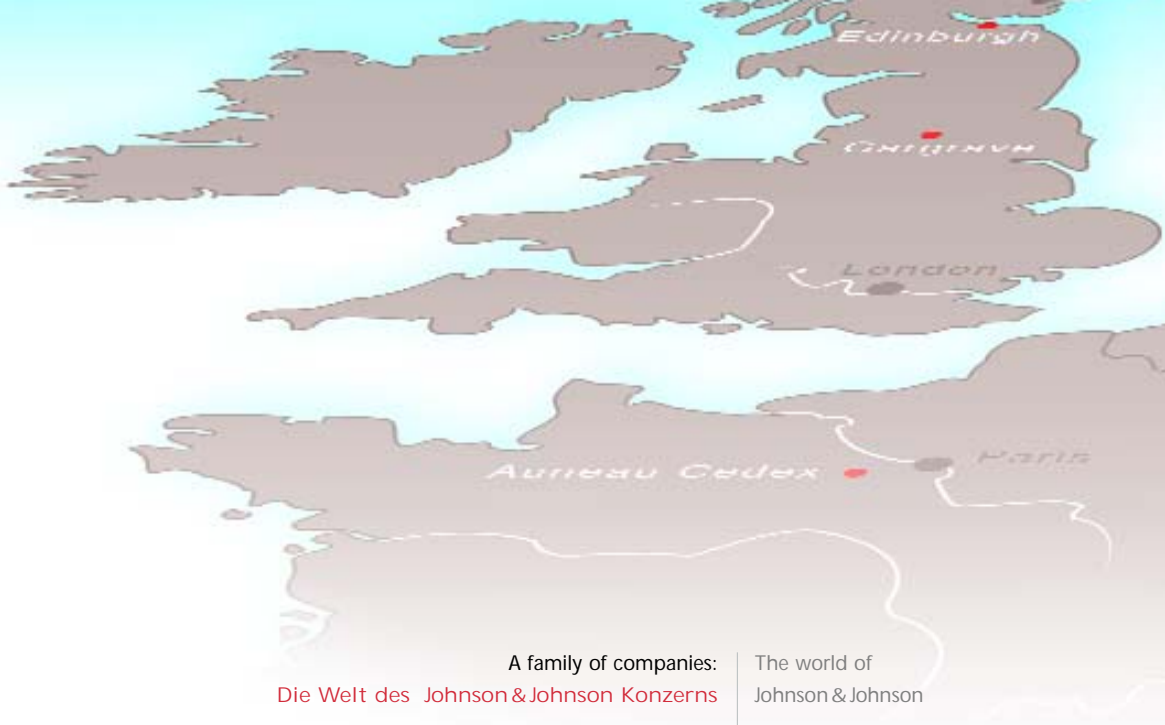 Edinburgh
Gargrave
London
Paris
Auneau Cedex
A family of companies:
Die Welt des Johnson & Johnson Konzerns
The world of
Johnson & Johnson